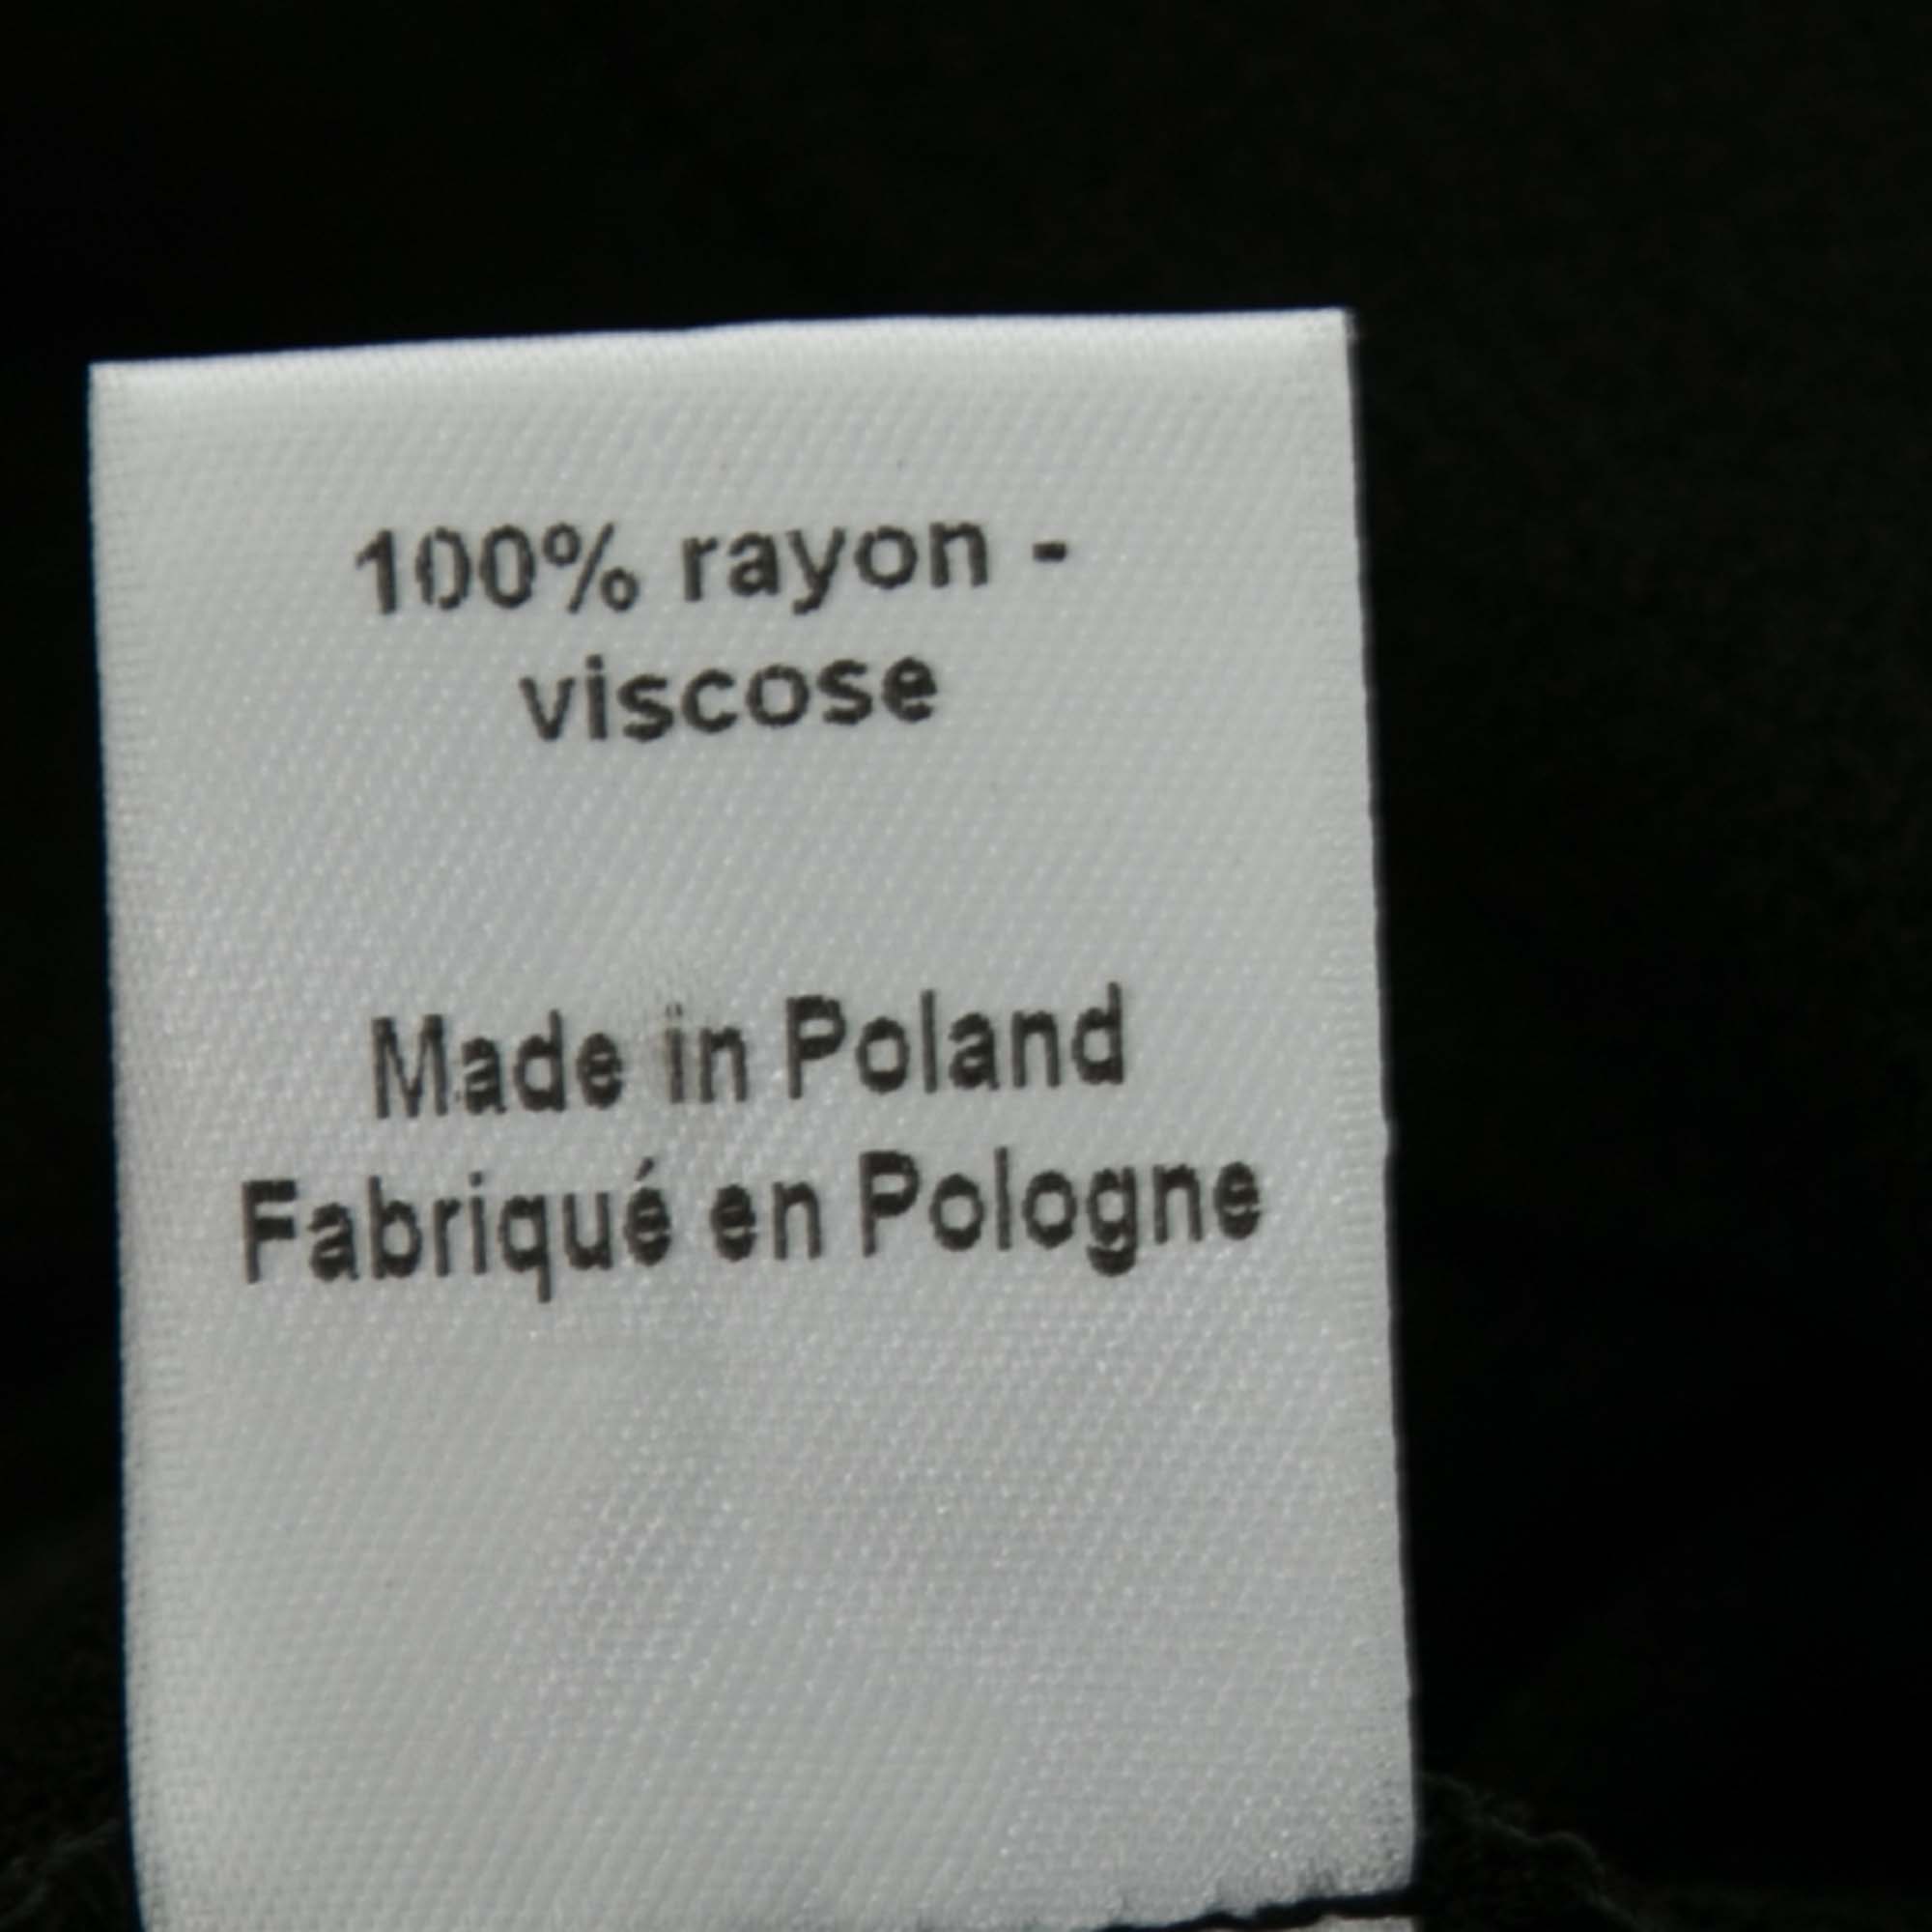 100% rayon -
viscose
Made in Poland
Fabriqué en Pologne